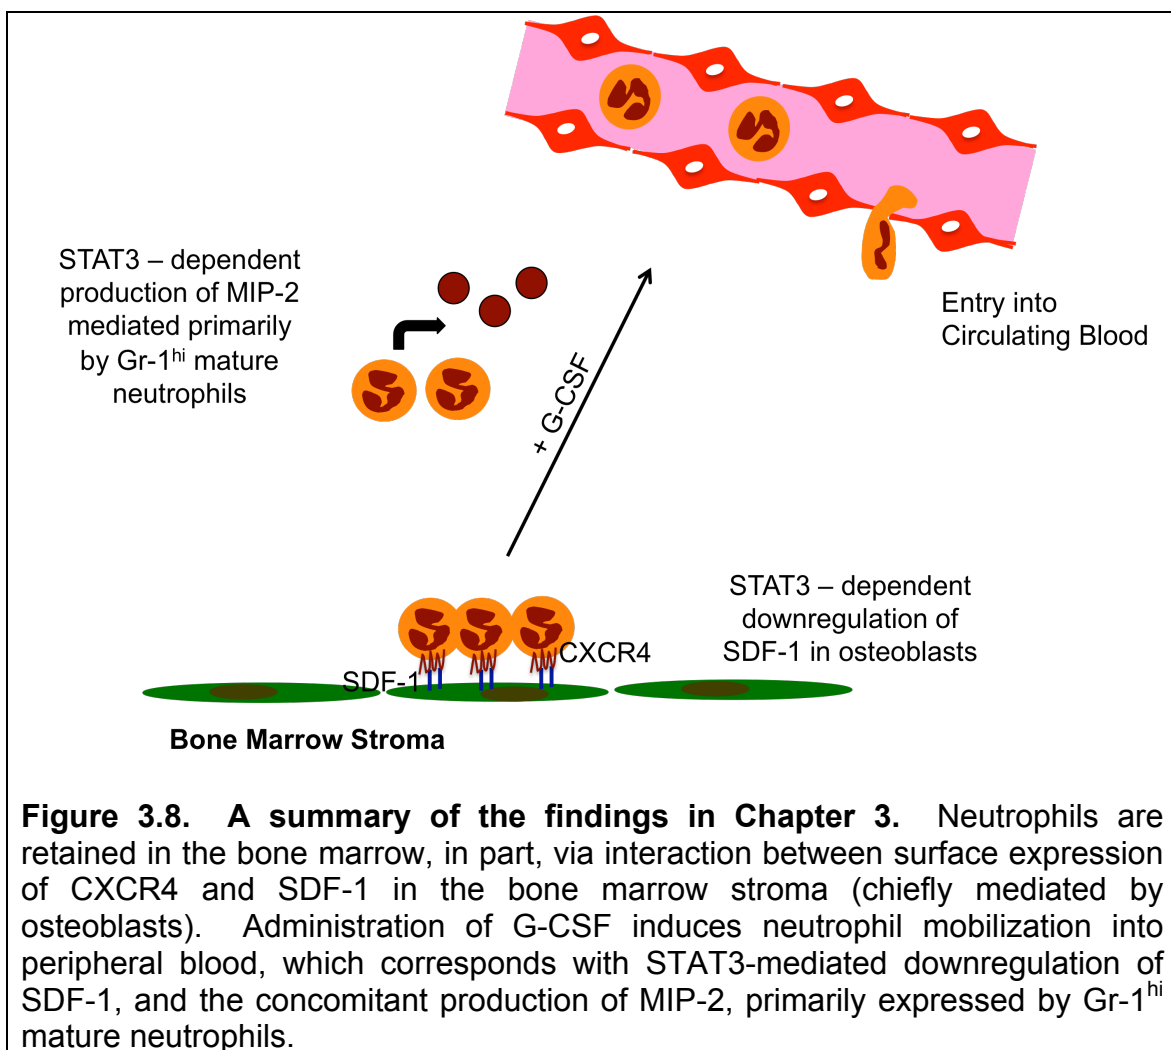 STAT3 – dependent
production of MIP-2
mediated primarily
by Gr-1hi mature
neutrophils
+ G-CSF
Entry into
Circulating Blood
STAT3 – dependent
downregulation of
SDF-1 in osteoblasts
CXCR4
SDF-1
Bone Marrow Stroma
Figure 3.8. A summary of the findings in Chapter 3. Neutrophils are
retained in the bone marrow, in part, via interaction between surface expression
of CXCR4 and SDF-1 in the bone marrow stroma (chiefly mediated by
osteoblasts). Administration of G-CSF induces neutrophil mobilization into
peripheral blood, which corresponds with STAT3-mediated downregulation of
SDF-1, and the concomitant production of MIP-2, primarily expressed by Gr-1hi
mature neutrophils.